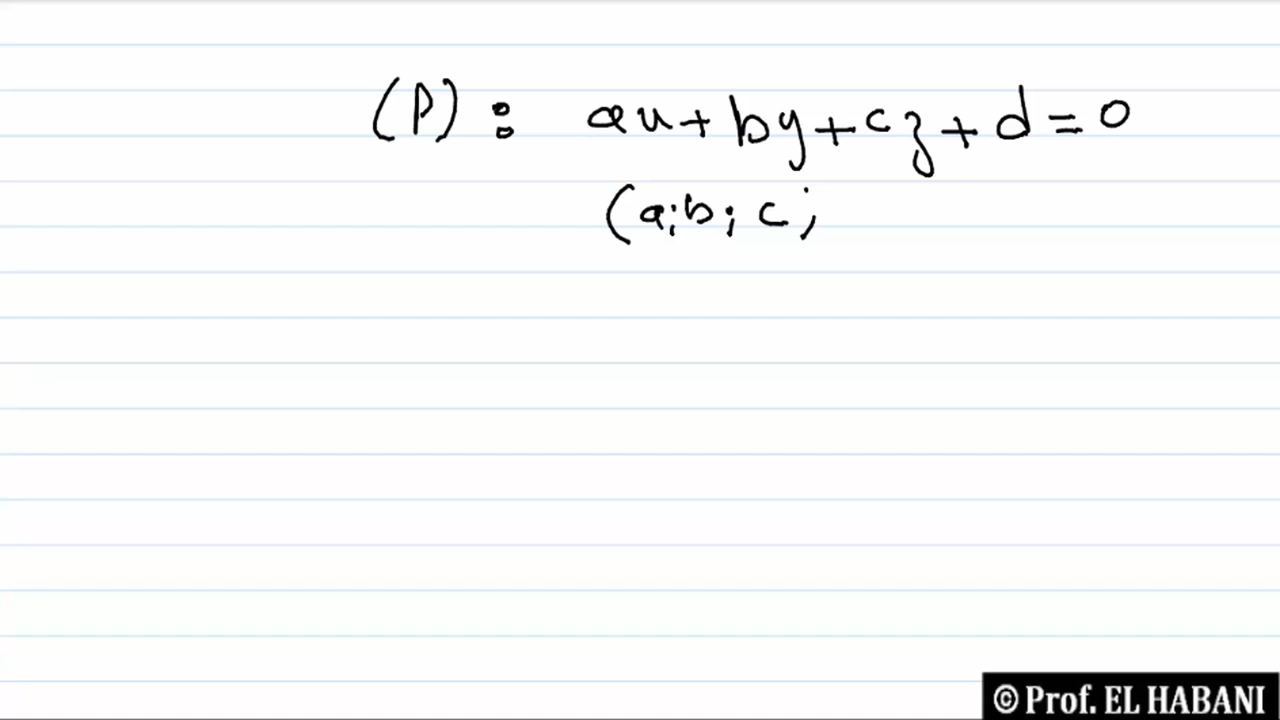 (P) : ax + by + cz + d = 0
(a; b; c;
© Prof. EL HABANI